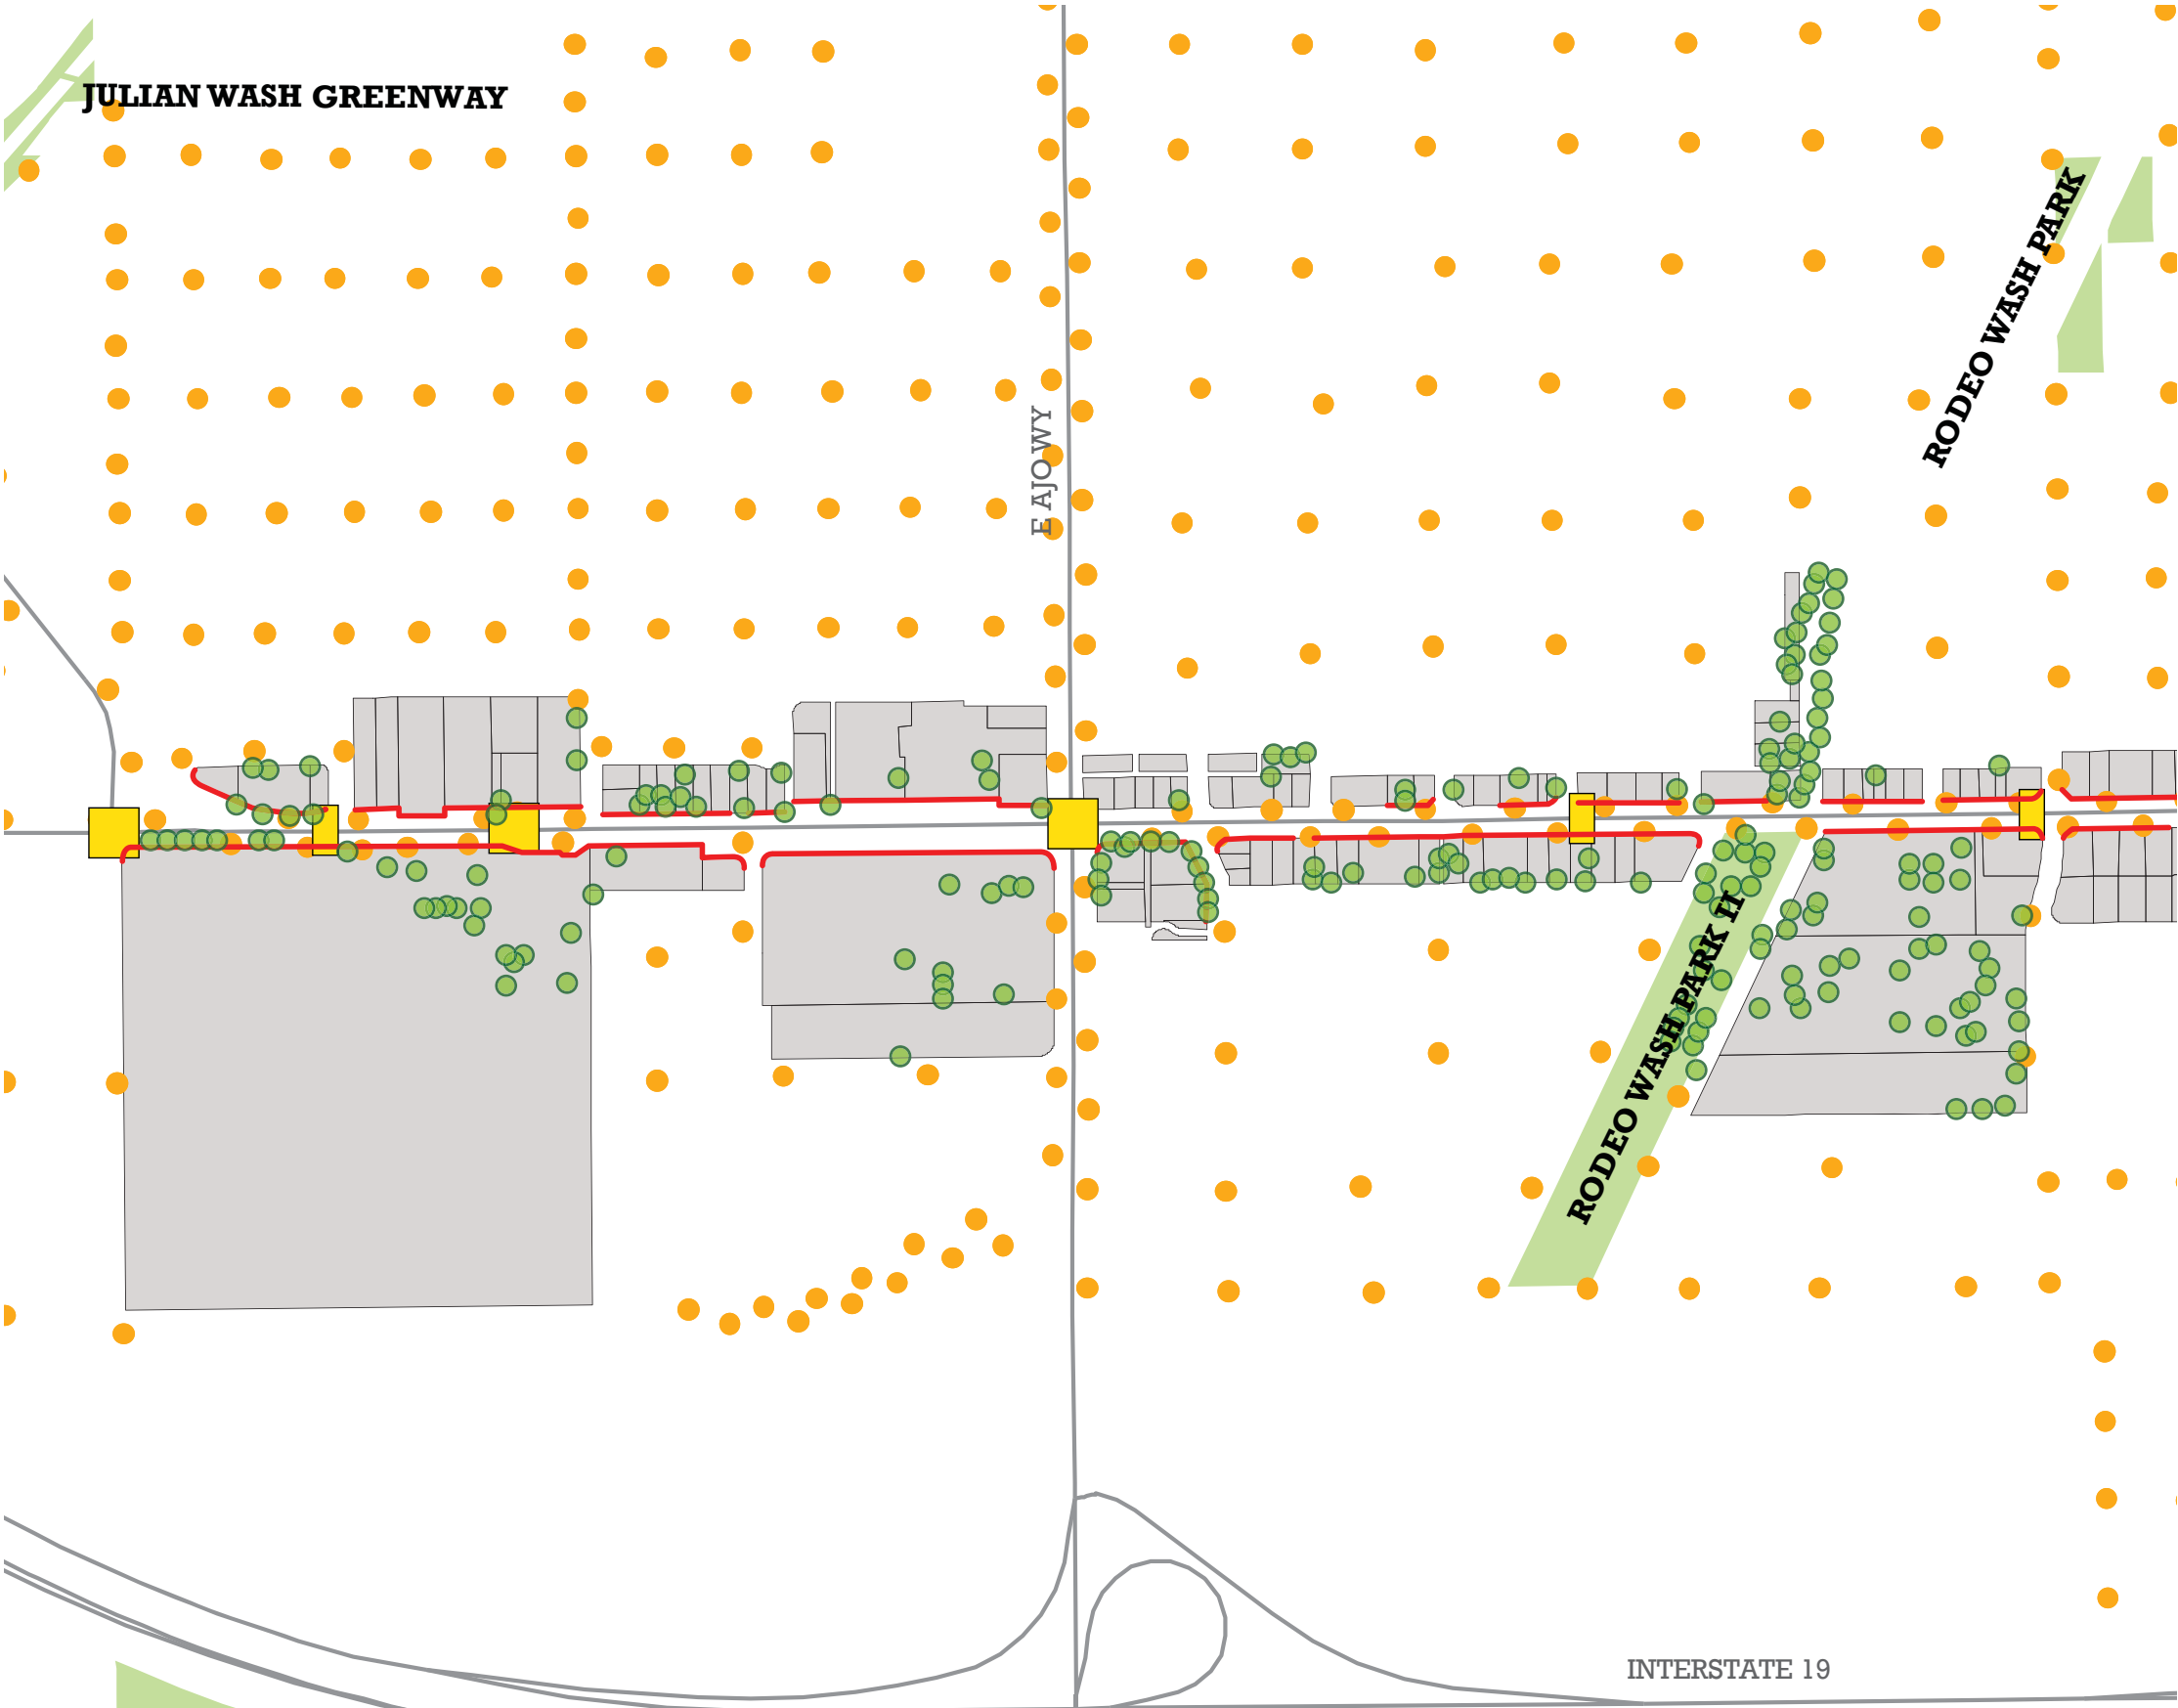 JULIAN WASH GREENWAY
RODEO WASH PARK
E AJO WY
RODEO WASH PARK II
INTERSTATE 19